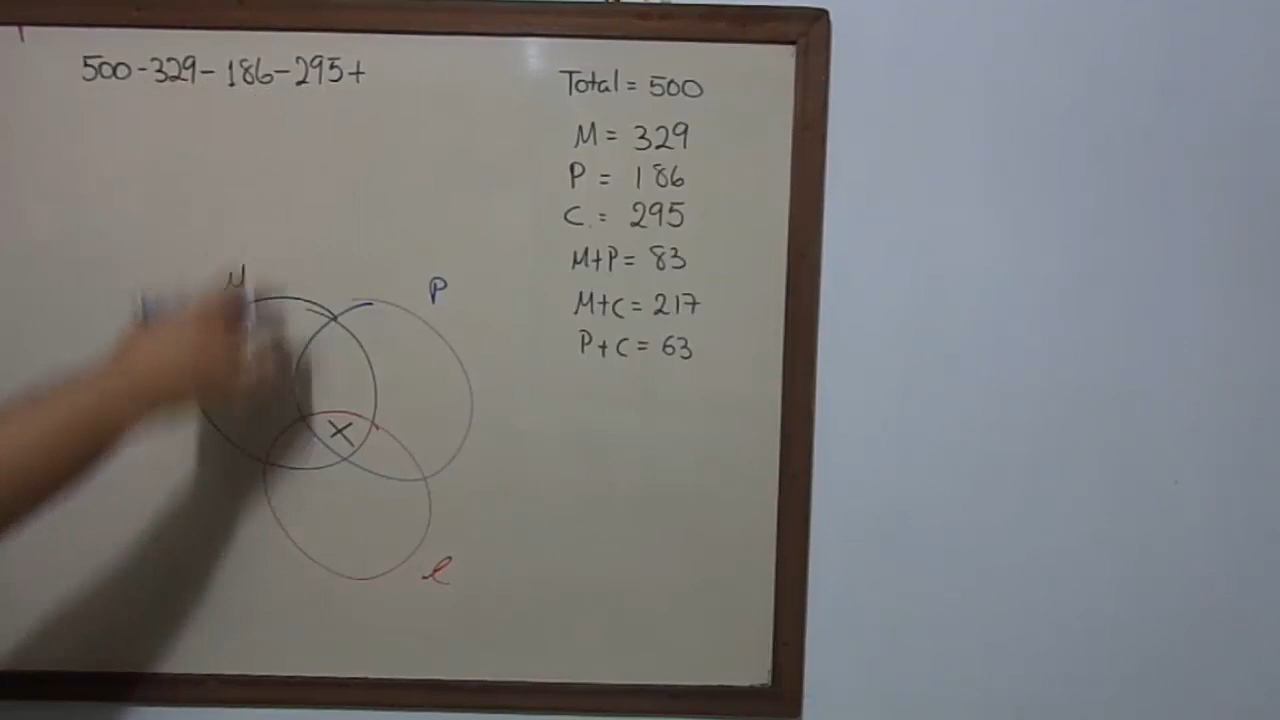 500-329-186-295+
Total = 500
M = 329
P = 186
C = 295
M+P = 83
M+C = 217
P+C = 63
M
P
X
C